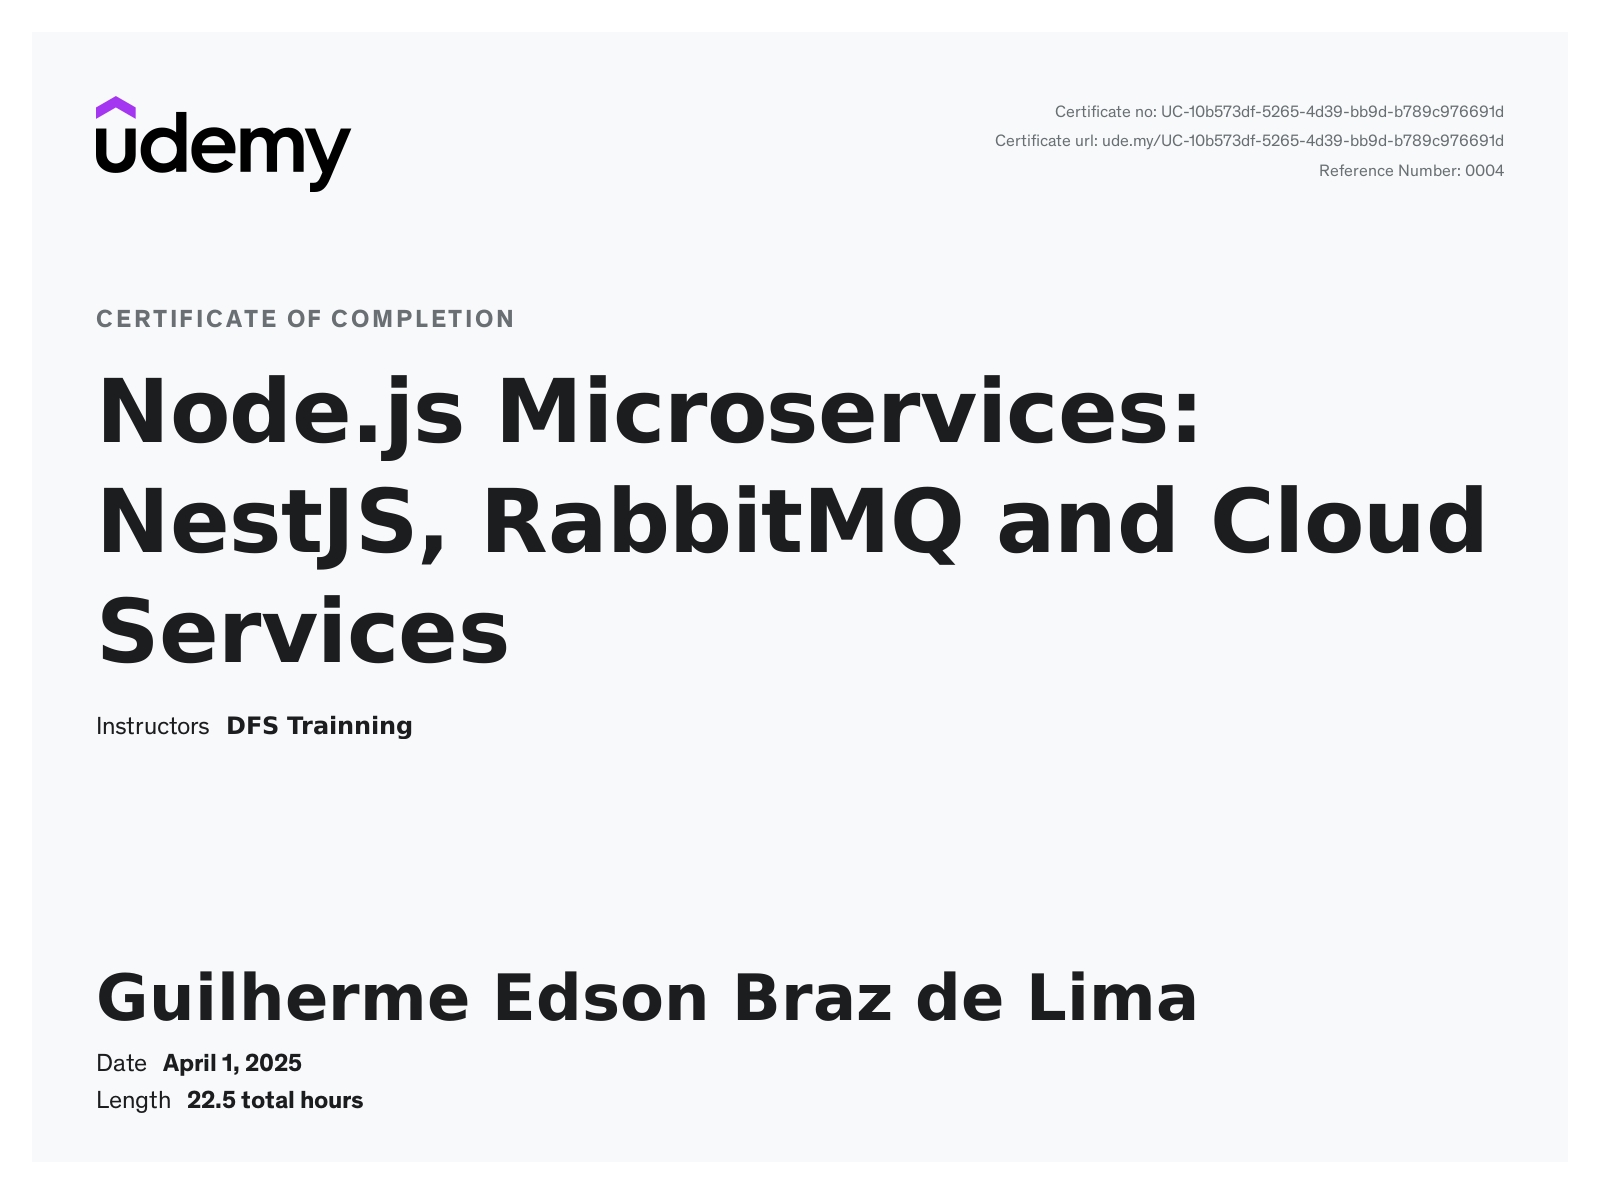 udemy
Certificate no: UC-10b573df-5265-4d39-bb9d-b789c976691d
Certificate url: ude.my/UC-10b573df-5265-4d39-bb9d-b789c976691d
Reference Number: 0004
CERTIFICATE OF COMPLETION
Node.js Microservices:
NestJS, RabbitMQ and Cloud
Services
Instructors DFS Trainning
Guilherme Edson Braz de Lima
Date April 1, 2025
Length 22.5 total hours